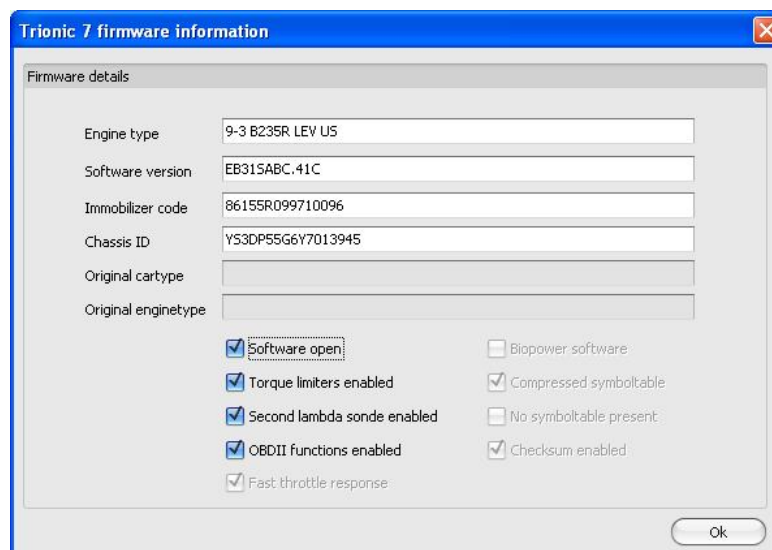 Trionic 7 firmware information
Firmware details
Engine type 9-3 B235R LEV US
Software version EB31SABC.41C
Immobilizer code 86155R099710096
Chassis ID YS3DP55G6Y7013945
Original cartype
Original enginetype
Software open Biopower software
Torque limiters enabled Compressed symboltable
Second lambda sonde enabled No symboltable present
OBDII functions enabled Checksum enabled
Fast throttle response
Ok